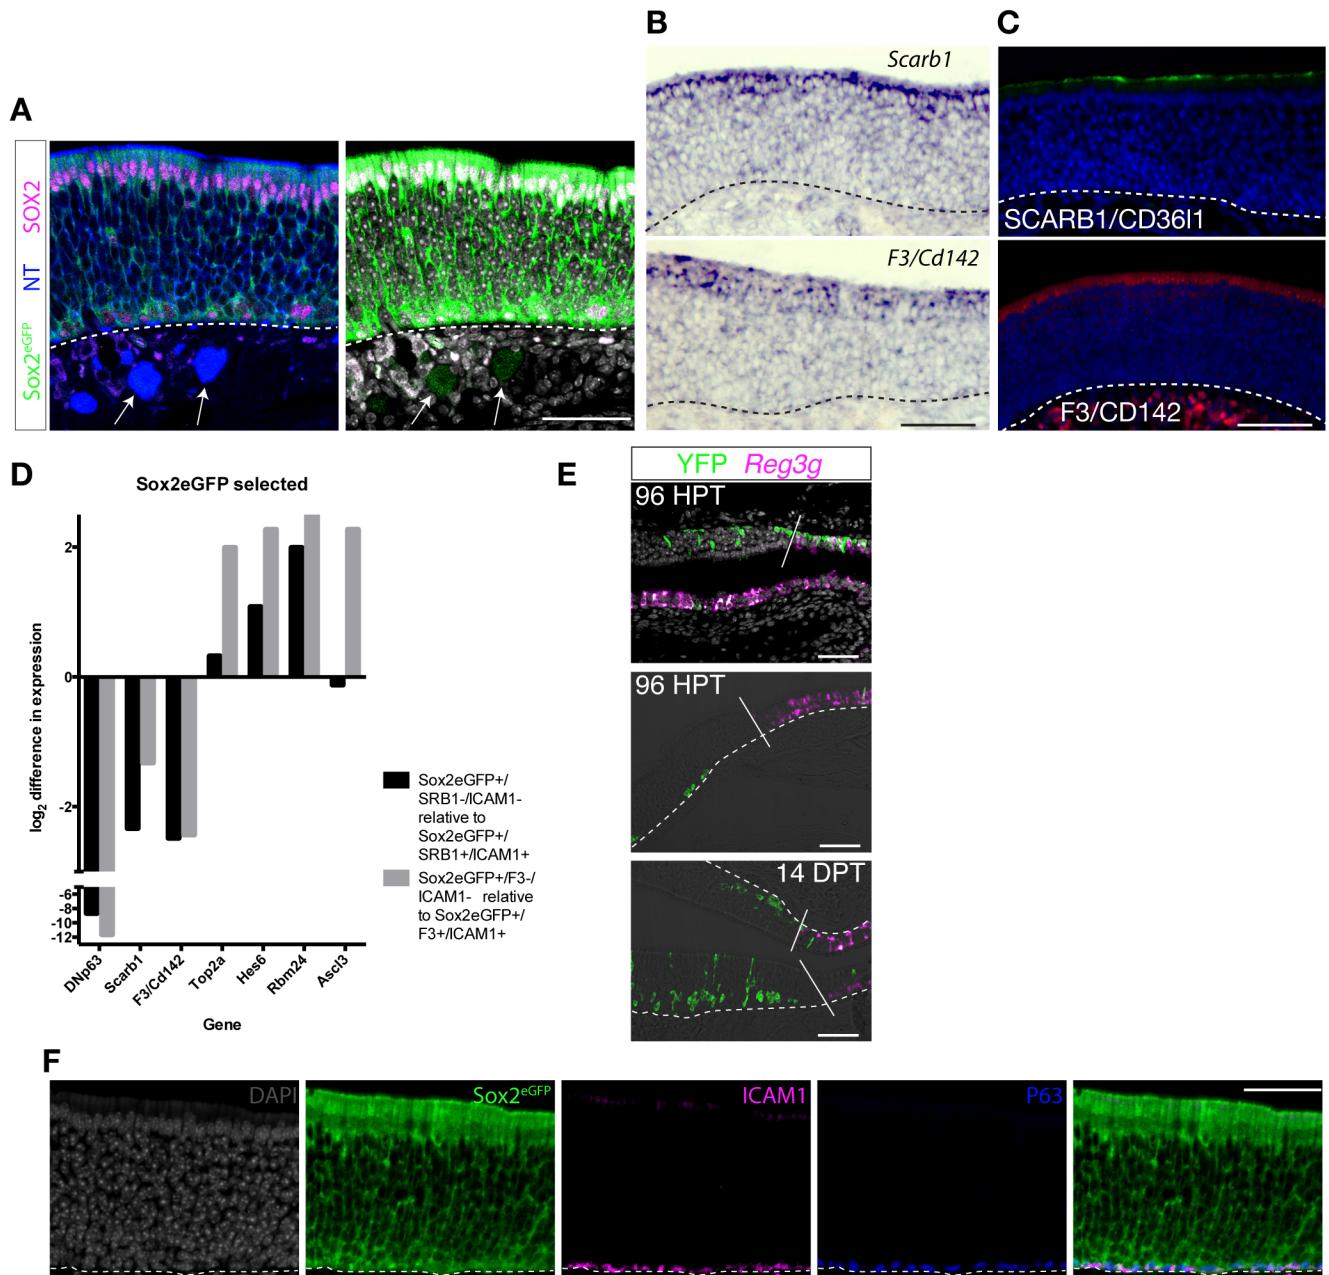 A
Sox2eGFP NT SOX2
B
Scarb1
F3/Cd142
C
SCARB1/CD36l1
F3/CD142
D
Sox2eGFP selected
log2 difference in expression
2
0
-2
-6
-8
-10
-12
DNp63
Scarb1
F3/Cd142
Top2a
Hes6
Rbm24
Ascl3
Gene
Sox2eGFP+/
SRB1-/ICAM1-
relative to
Sox2eGFP+/
SRB1+/ICAM1+
Sox2eGFP+/F3-/
ICAM1- relative
to Sox2eGFP+/
F3+/ICAM1+
E
YFP Reg3g
96 HPT
96 HPT
14 DPT
F
DAPI
Sox2eGFP
ICAM1
P63